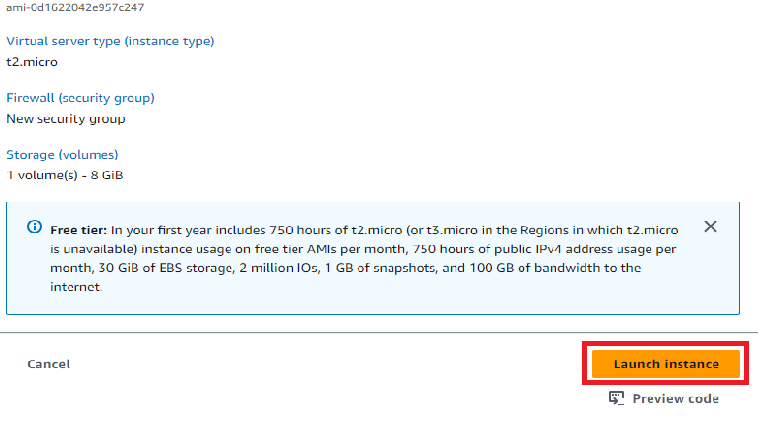 ami-0d1622042e957c247
Virtual server type (instance type)
t2.micro
Firewall (security group)
New security group
Storage (volumes)
1 volume(s) - 8 GiB
Free tier: In your first year includes 750 hours of t2.micro (or t3.micro in the Regions in which t2.micro
is unavailable) instance usage on free tier AMIs per month, 750 hours of public IPv4 address usage per
month, 30 GiB of EBS storage, 2 million IOs, 1 GB of snapshots, and 100 GB of bandwidth to the
internet.
Cancel
Launch instance
Preview code